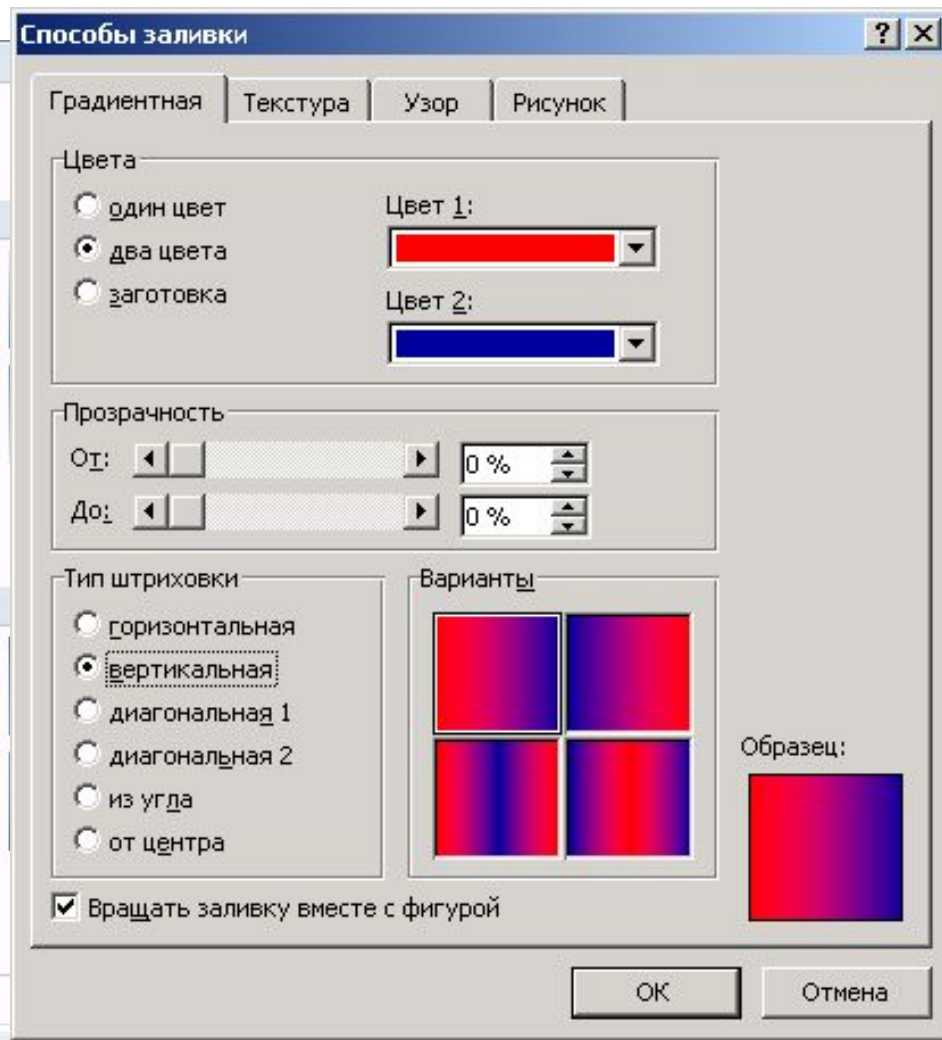 Способы заливки
Градиентная Текстура Узор Рисунок
Цвета
один цвет
два цвета
заготовка
Цвет 1:
Цвет 2:
Прозрачность
От: 0 %
До: 0 %
Тип штриховки
горизонтальная
вертикальная
диагональная 1
диагональная 2
из угла
от центра
Варианты
Образец:
Вращать заливку вместе с фигурой
ОК Отмена